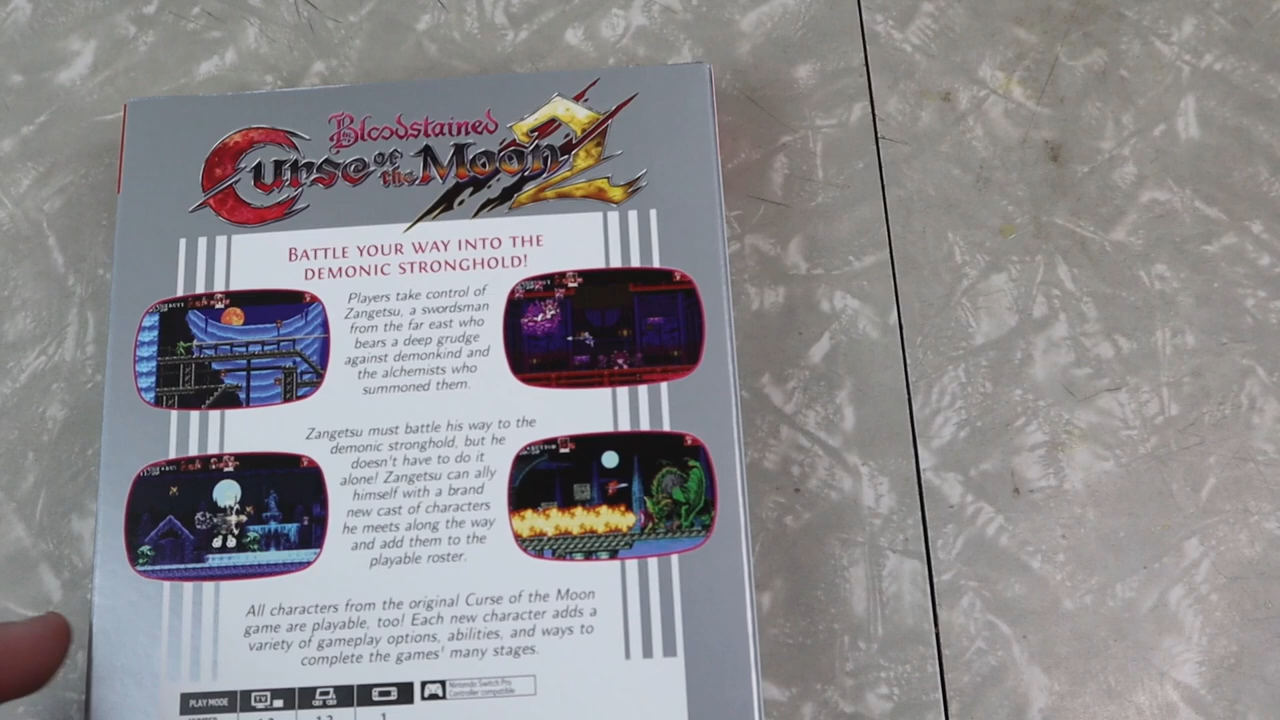 Bloodstained
Curse of the Moon 2
BATTLE YOUR WAY INTO THE
DEMONIC STRONGHOLD!
Players take control of
Zangetsu, a swordsman
from the far east who
bears a deep grudge
against demonkind and
the alchemists who
summoned them.
Zangetsu must battle his way to the
demonic stronghold, but he
doesn't have to do it
alone! Zangetsu can ally
himself with a brand
new cast of characters
he meets along the way
and add them to the
playable roster.
All characters from the original Curse of the Moon
game are playable, too! Each new character adds a
variety of gameplay options, abilities, and ways to
complete the games' many stages.
PLAY MODE
TV
Nintendo Switch Pro
Controller compatible